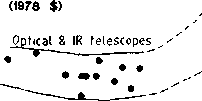 (1978 $)
Optical & IR telescopes